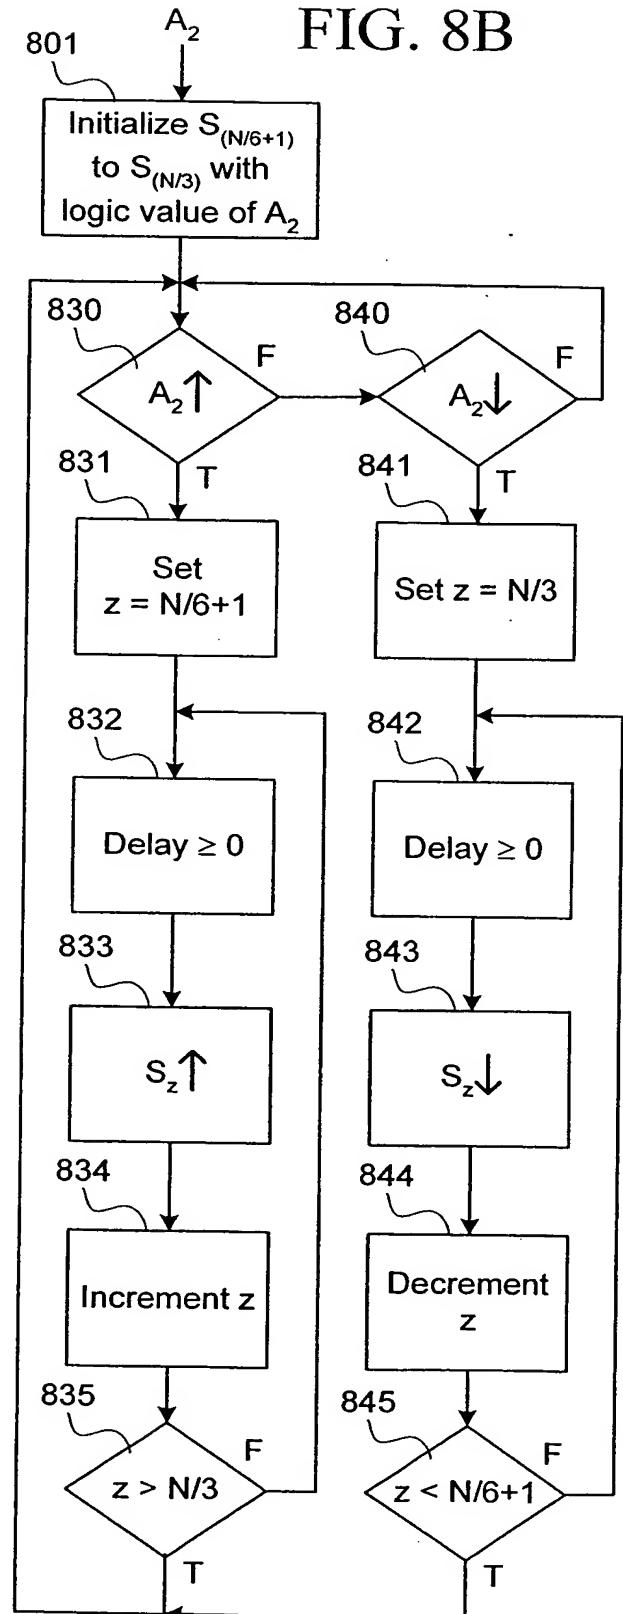 FIG. 8B
A₂
801
Initialize S₍N/6+1₎
to S₍N/3₎ with
logic value of A₂
830
A₂↑
F
T
840
A₂↓
F
T
831
Set
z = N/6+1
841
Set z = N/3
832
Delay ≥ 0
842
Delay ≥ 0
833
S_z↑
843
S_z↓
834
Increment z
844
Decrement
z
835
z > N/3
F
T
845
z < N/6+1
F
T